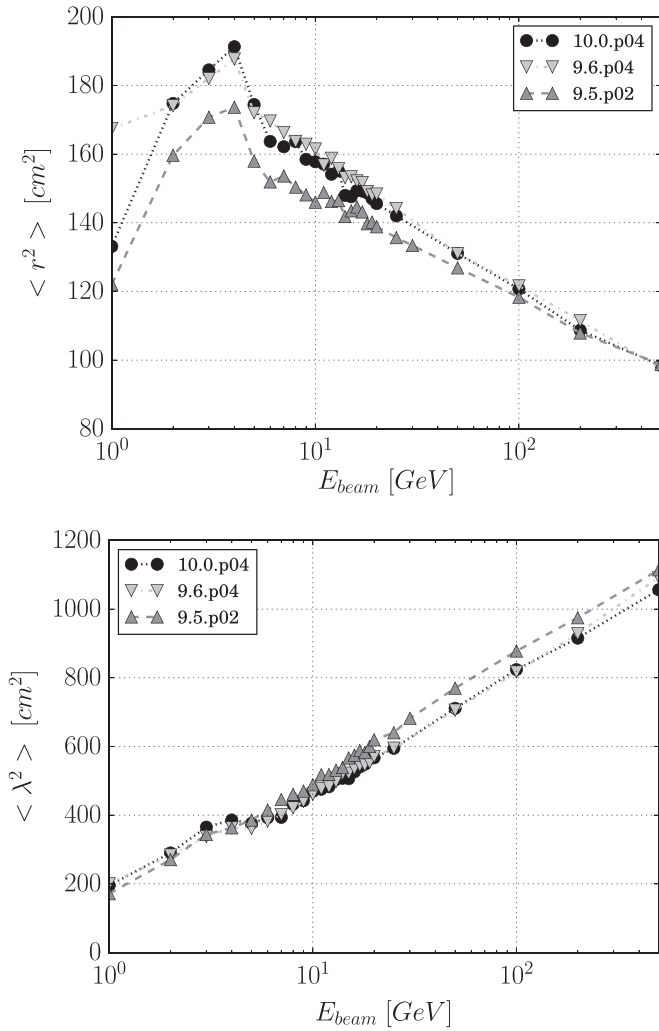 200
180
160
140
120
100
80
< r² > [cm²]
10.0.p04
9.6.p04
9.5.p02
10⁰
10¹
10²
E_beam [GeV]
1200
1000
800
600
400
200
0
< λ² > [cm²]
10.0.p04
9.6.p04
9.5.p02
10⁰
10¹
10²
E_beam [GeV]